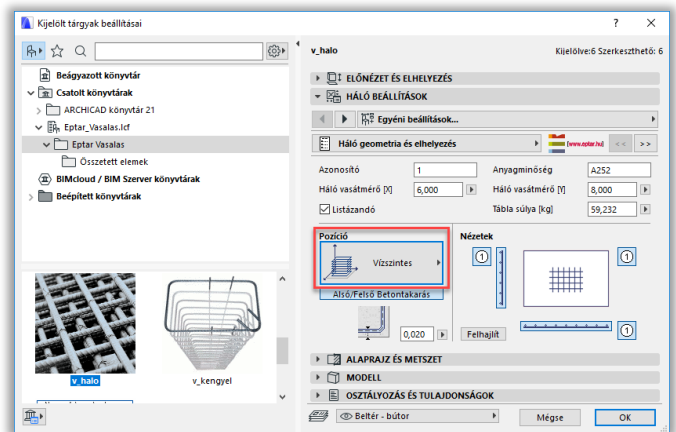 Kijelölt tárgyak beállításai
? ×
v_halo
Kijelölve:6 Szerkeszthető: 6
Beágyazott könyvtár
Csatolt könyvtárak
ARCHICAD könyvtár 21
Eptar_Vasalas.lcf
Eptar Vasalas
Összetett elemek
BIMcloud / BIM Szerver könyvtárak
Beépített könyvtárak
v_halo
v_kengyel
ELŐNÉZET ÉS ELHELYEZÉS
HÁLÓ BEÁLLÍTÁSOK
Egyéni beállítások...
Háló geometria és elhelyezés
[www.eptar.hu]
<< >>
Azonosító 1 Anyagminőség A252
Háló vasátmérő [X] 6,000 Háló vasátmérő [Y] 8,000
Listázandó Tábla súlya [kg] 59,232
Pozíció
Nézetek
Vízszintes
1 1
Alsó/Felső Betontakarás
0,020
Felhajlít
1
ALAPRAJZ ÉS METSZET
MODELL
OSZTÁLYOZÁS ÉS TULAJDONSÁGOK
Beltér - bútor
Mégse
OK